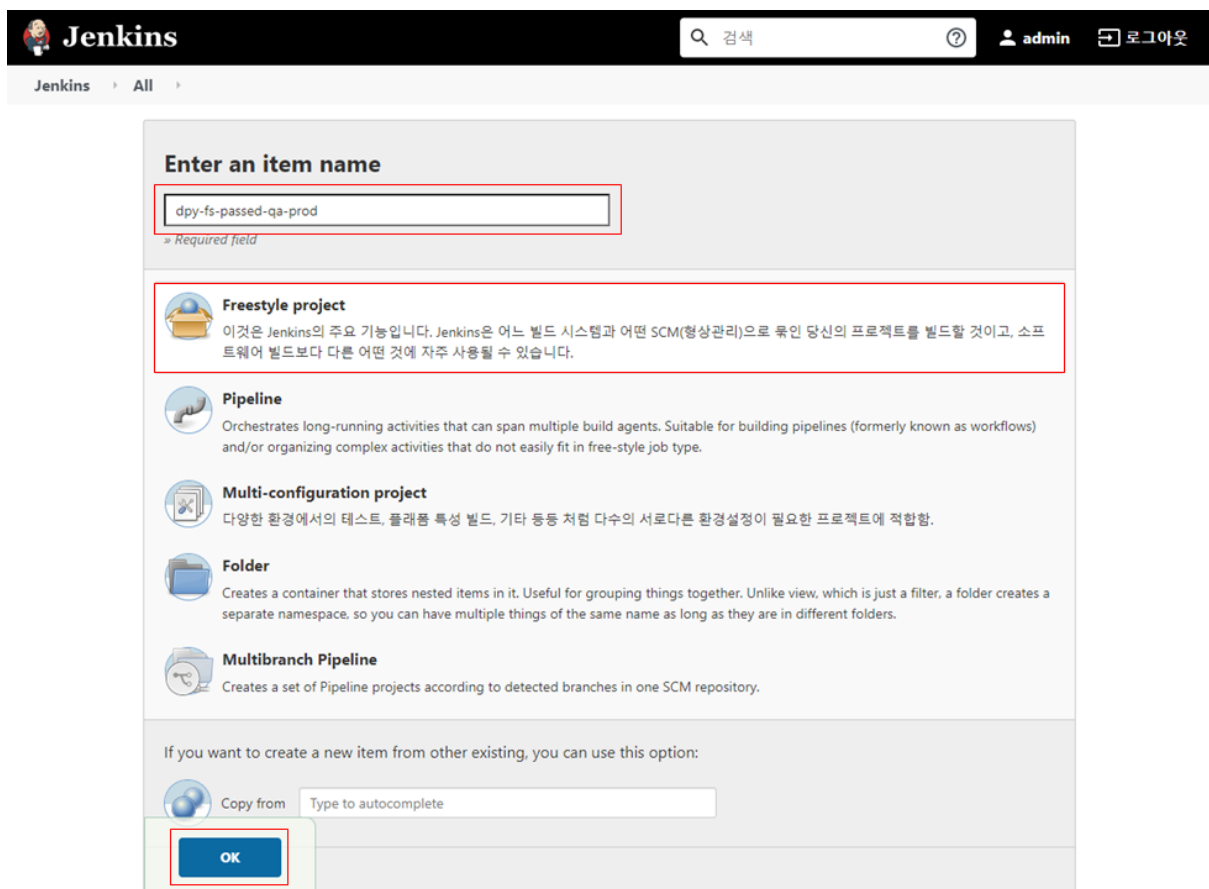 Jenkins
검색
admin
로그아웃
Jenkins
All
Enter an item name
dpy-fs-passed-qa-prod
» Required field
Freestyle project
이것은 Jenkins의 주요 기능입니다. Jenkins은 어느 빌드 시스템과 어떤 SCM(형상관리)으로 묶인 당신의 프로젝트를 빌드할 것이고, 소프
트웨어 빌드보다 다른 어떤 것에 자주 사용될 수 있습니다.
Pipeline
Orchestrates long-running activities that can span multiple build agents. Suitable for building pipelines (formerly known as workflows)
and/or organizing complex activities that do not easily fit in free-style job type.
Multi-configuration project
다양한 환경에서의 테스트, 플래폼 특성 빌드, 기타 등등 처럼 다수의 서로다른 환경설정이 필요한 프로젝트에 적합함.
Folder
Creates a container that stores nested items in it. Useful for grouping things together. Unlike view, which is just a filter, a folder creates a
separate namespace, so you can have multiple things of the same name as long as they are in different folders.
Multibranch Pipeline
Creates a set of Pipeline projects according to detected branches in one SCM repository.
If you want to create a new item from other existing, you can use this option:
Copy from
Type to autocomplete
OK